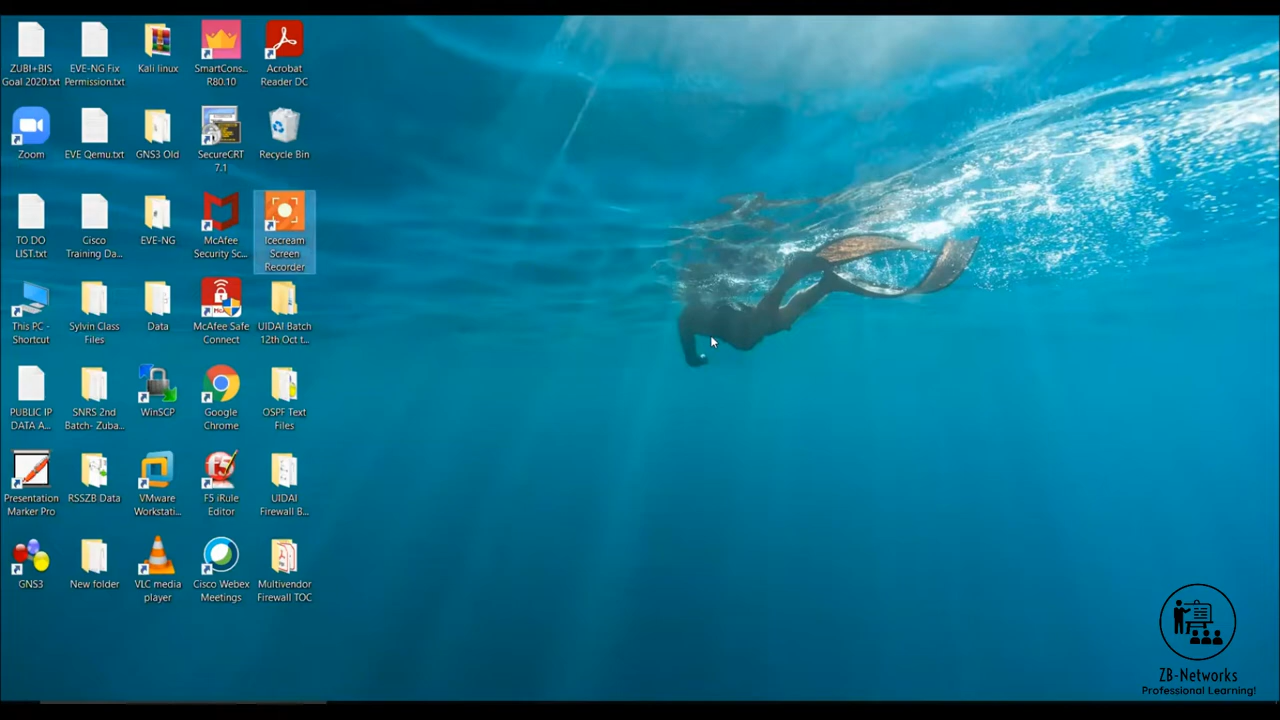 ZUBI+BIS
Goal 2020.txt
EVE-NG Fix
Permission.txt
Kali linux
SmartCons...
R80.10
Acrobat
Reader DC
Zoom
EVE Qemu.txt
GNS3 Old
SecureCRT
7.1
Recycle Bin
TO DO
LIST.txt
Cisco
Training Da...
EVE-NG
McAfee
Security Sc...
Icecream
Screen
Recorder
This PC -
Shortcut
Sylvin Class
Files
Data
McAfee Safe
Connect
UIDAI Batch
12th Oct t...
PUBLIC IP
DATA A...
SNRS 2nd
Batch- Zuba...
WinSCP
Google
Chrome
OSPF Text
Files
Presentation
Marker Pro
RSSZB Data
VMware
Workstati...
F5 iRule
Editor
UIDAI
Firewall B...
GNS3
New folder
VLC media
player
Cisco Webex
Meetings
Multivendor
Firewall TOC
ZB-Networks
Professional Learning!